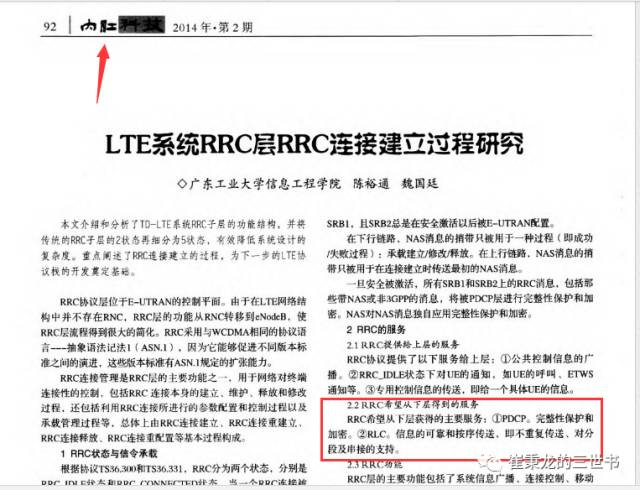 92 内江科技 2014年·第2期
LTE系统RRC层RRC连接建立过程研究
◇广东工业大学信息工程学院 陈裕通 魏国廷
本文介绍和分析了TD-LTE系统RRC子层的功能结构，并将
传统的RRC子层的2状态再细分为5状态，有效降低系统设计的
复杂度。重点阐述了RRC连接建立的过程，为下一步的LTE协
议栈的开发奠定基础。
RRC协议层位于E-UTRAN的控制平面。由于在LTE网络结
构中并不存在RNC，RRC层的功能从RNC转移到eNodeB，使
RRC层流程得到很大的简化。RRC采用与WCDMA相同的协议语
言---抽象语法记法1（ASN.1），因为它能够促进不同版本标
准之间的演进，这些版本标准有ASN.1规定的扩张能力。
RRC连接管理是RRC层的主要功能之一，用于网络对终端
连接性的控制，包括RRC 连接本身的建立、维护、释放和修改
过程，还包括利用RRC连接所进行的参数配置和控制过程以及
承载管理过程等，总体上由RRC连接建立、RRC连接重建立、
RRC连接释放、RRC连接重配置等基本过程构成。
1 RRC状态与信令承载
根据协议TS36.300和TS36.331，RRC分为两个状态，分别是
RRC_IDLE状态和RRC_CONNECTED状态。当一个RRC连接
SRB1，且SRB2总是在安全激活以后被E-UTRAN配置。
在下行链路、NAS消息的捎带只被用于一种过程（即成功
/失败过程）：承载建立/修改/释放。在上行链路，NAS消息的捎
带只被用于在连接建立时传送最初的NAS消息。
一旦安全被激活，所有SRB1和SRB2上的RRC消息，包括那
些带NAS或非3GPP的消息，将被PDCP层进行完整性保护和加
密。NAS对NAS消息独自应用完整性保护和加密。
2 RRC的服务
2.1 RRC提供给上层的服务
RRC协议提供了以下服务给上层：①公共控制信息的广
播。②RRC_IDLE状态下对UE的通知，如UE的呼叫、ETWS
通知等。③专用控制信息的传送，即给一个具体UE的信息。
2.2 RRC希望从下层得到的服务
RRC希望从下层获得的主要服务：①PDCP。完整性保护和
加密。②RLC。信息的可靠和按序传送，即不重复传送、对分
段及串接的支持。
2.3 RRC功能
RRC层的主要功能包括了系统信息广播、连接控制、移动
崔秉龙的三世书